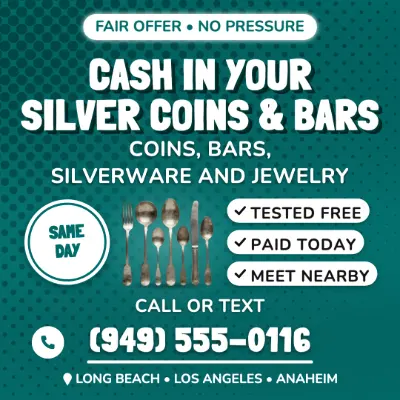 FAIR OFFER • NO PRESSURE
CASH IN YOUR
SILVER COINS & BARS
COINS, BARS,
SILVERWARE AND JEWELRY
SAME
DAY
✓ TESTED FREE
✓ PAID TODAY
✓ MEET NEARBY
CALL OR TEXT
(949) 555-0116
LONG BEACH • LOS ANGELES • ANAHEIM